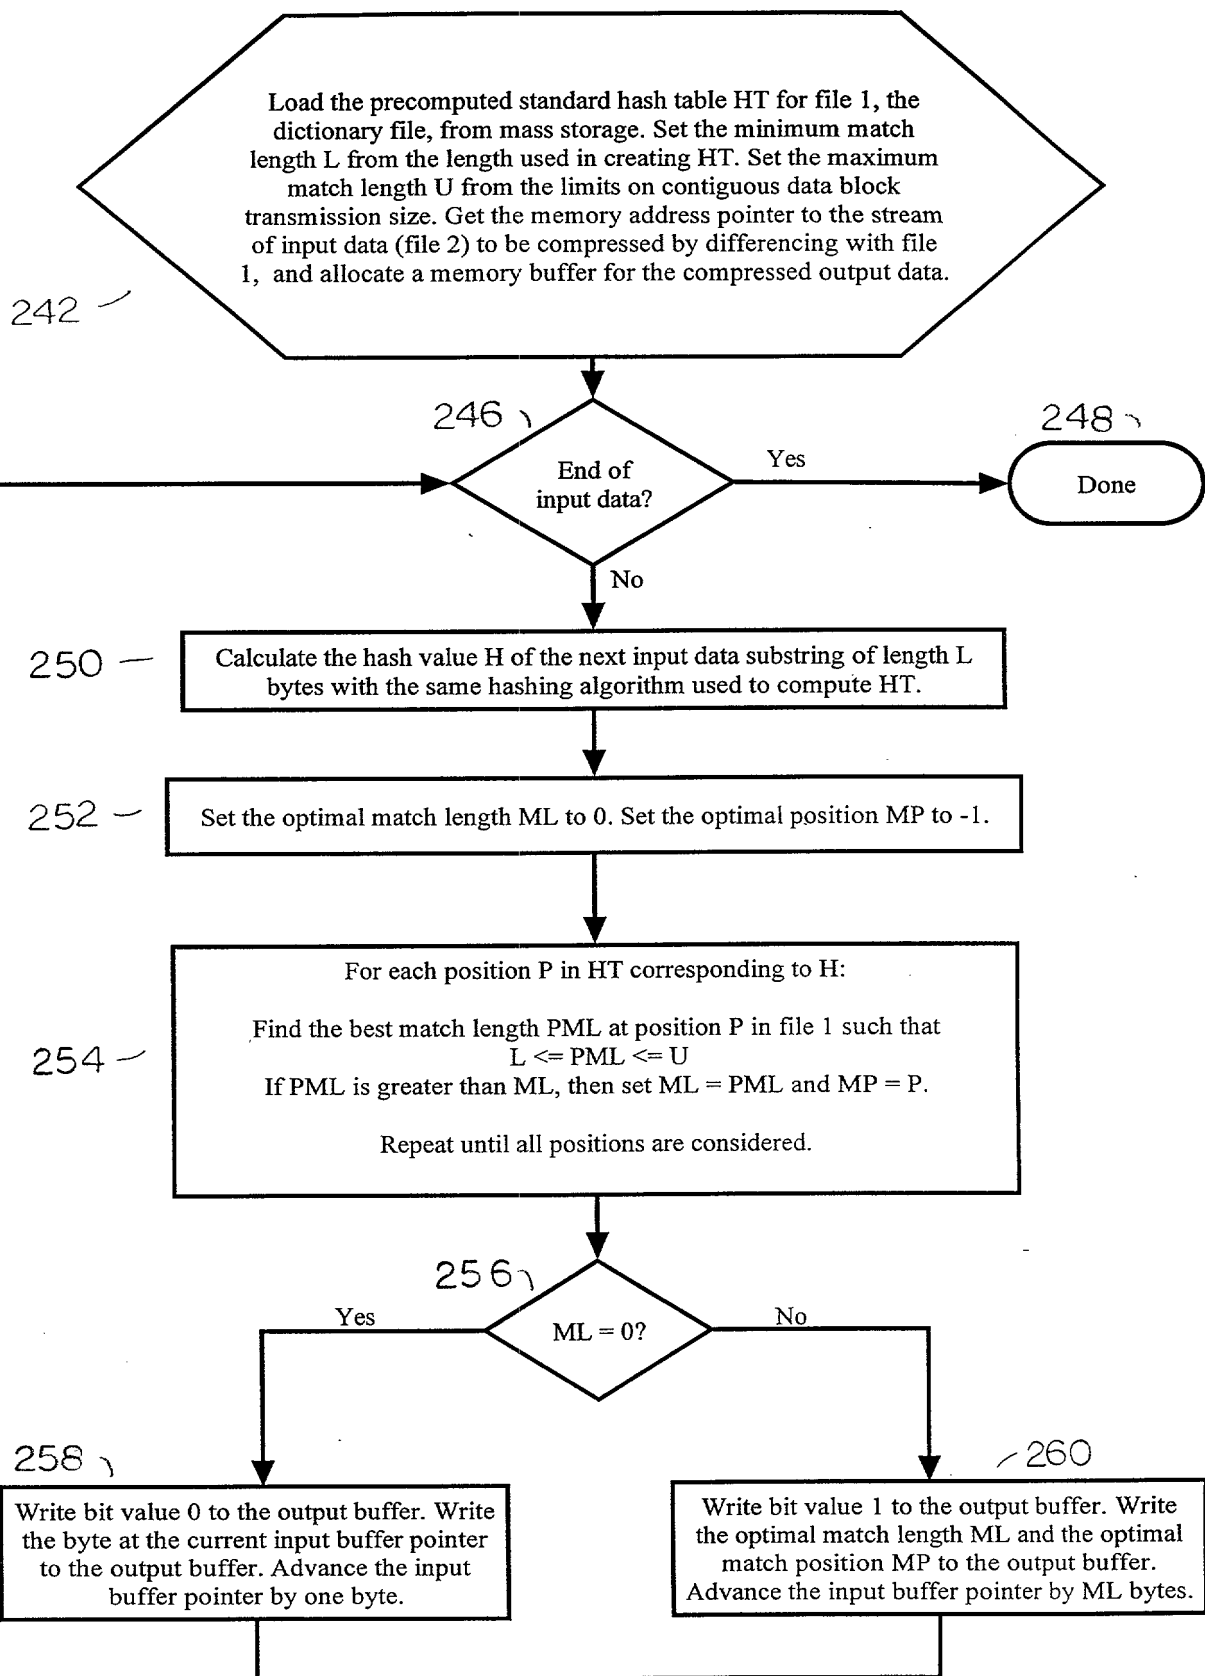 Load the precomputed standard hash table HT for file 1, the
dictionary file, from mass storage. Set the minimum match
length L from the length used in creating HT. Set the maximum
match length U from the limits on contiguous data block
transmission size. Get the memory address pointer to the stream
of input data (file 2) to be compressed by differencing with file
1, and allocate a memory buffer for the compressed output data.
242
246
248
End of
input data?
Yes
Done
No
250
Calculate the hash value H of the next input data substring of length L
bytes with the same hashing algorithm used to compute HT.
252
Set the optimal match length ML to 0. Set the optimal position MP to -1.
254
For each position P in HT corresponding to H:
Find the best match length PML at position P in file 1 such that
L <= PML <= U
If PML is greater than ML, then set ML = PML and MP = P.
Repeat until all positions are considered.
256
Yes
ML = 0?
No
258
260
Write bit value 0 to the output buffer. Write
the byte at the current input buffer pointer
to the output buffer. Advance the input
buffer pointer by one byte.
Write bit value 1 to the output buffer. Write
the optimal match length ML and the optimal
match position MP to the output buffer.
Advance the input buffer pointer by ML bytes.